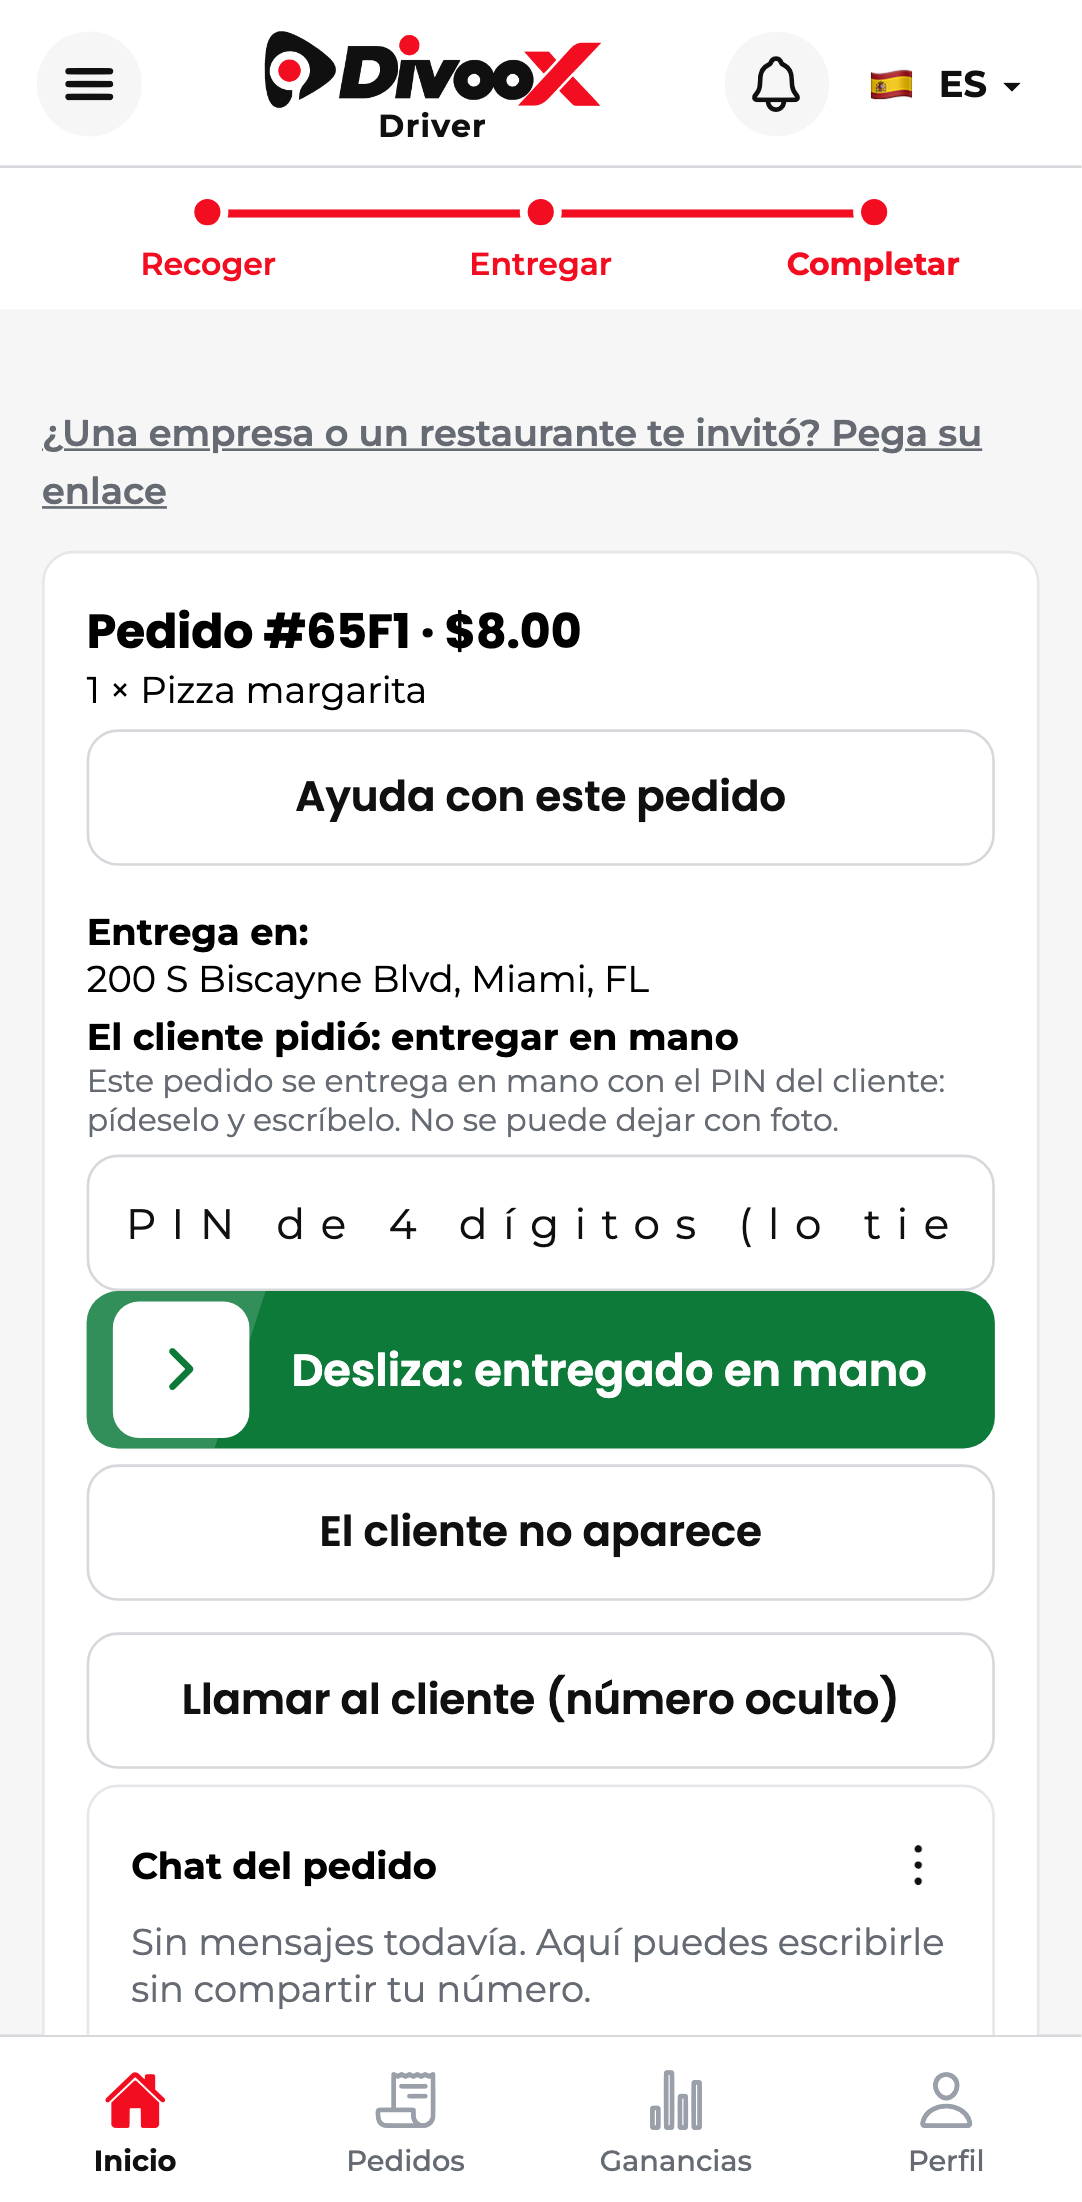 DivooX
Driver
ES
Recoger
Entregar
Completar
¿Una empresa o un restaurante te invitó? Pega su
enlace
Pedido #65F1 · $8.00
1 × Pizza margarita
Ayuda con este pedido
Entrega en:
200 S Biscayne Blvd, Miami, FL
El cliente pidió: entregar en mano
Este pedido se entrega en mano con el PIN del cliente:
pídeselo y escríbelo. No se puede dejar con foto.
PIN de 4 dígitos (lo tie
Desliza: entregado en mano
El cliente no aparece
Llamar al cliente (número oculto)
Chat del pedido
Sin mensajes todavía. Aquí puedes escribirle
sin compartir tu número.
Inicio
Pedidos
Ganancias
Perfil